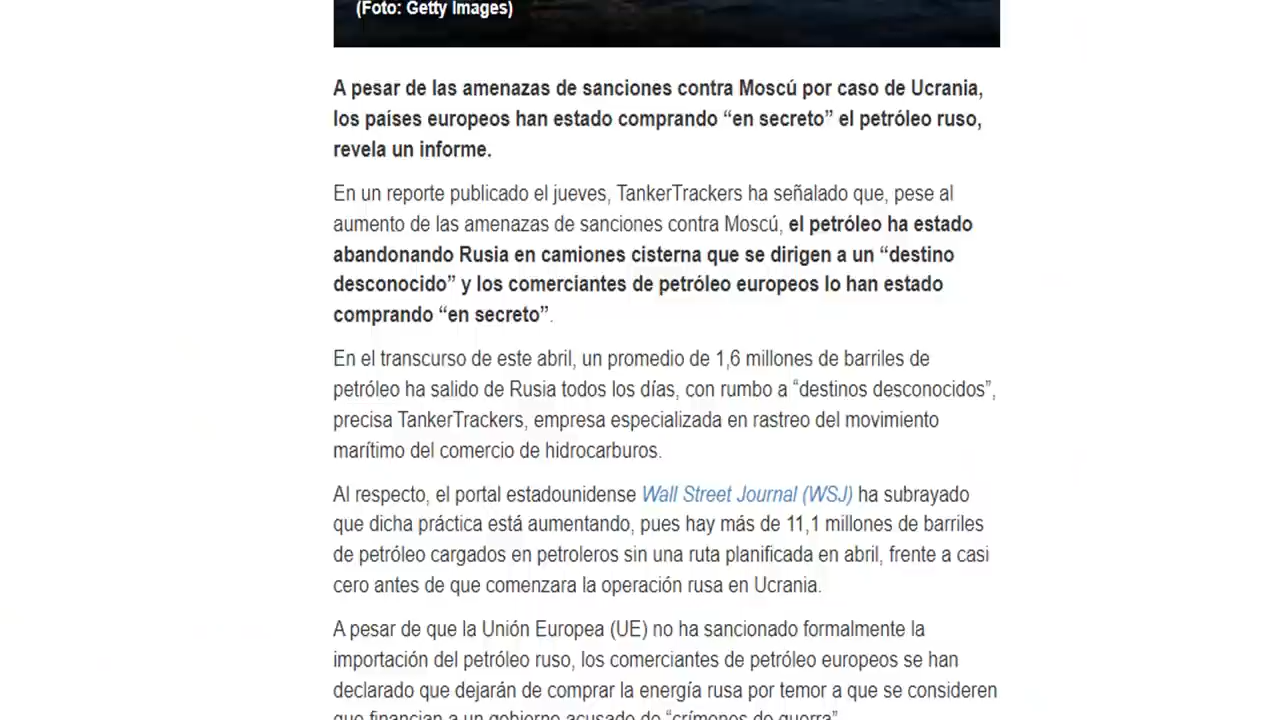 (Foto: Getty Images)
A pesar de las amenazas de sanciones contra Moscú por caso de Ucrania,
los países europeos han estado comprando “en secreto” el petróleo ruso,
revela un informe.
En un reporte publicado el jueves, TankerTrackers ha señalado que, pese al
aumento de las amenazas de sanciones contra Moscú, el petróleo ha estado
abandonando Rusia en camiones cisterna que se dirigen a un “destino
desconocido” y los comerciantes de petróleo europeos lo han estado
comprando “en secreto”.
En el transcurso de este abril, un promedio de 1,6 millones de barriles de
petróleo ha salido de Rusia todos los días, con rumbo a “destinos desconocidos”,
precisa TankerTrackers, empresa especializada en rastreo del movimiento
marítimo del comercio de hidrocarburos.
Al respecto, el portal estadounidense Wall Street Journal (WSJ) ha subrayado
que dicha práctica está aumentando, pues hay más de 11,1 millones de barriles
de petróleo cargados en petroleros sin una ruta planificada en abril, frente a casi
cero antes de que comenzara la operación rusa en Ucrania.
A pesar de que la Unión Europea (UE) no ha sancionado formalmente la
importación del petróleo ruso, los comerciantes de petróleo europeos se han
declarado que dejarán de comprar la energía rusa por temor a que se consideren
que financian a un gobierno acusado de “crímenes de guerra”.